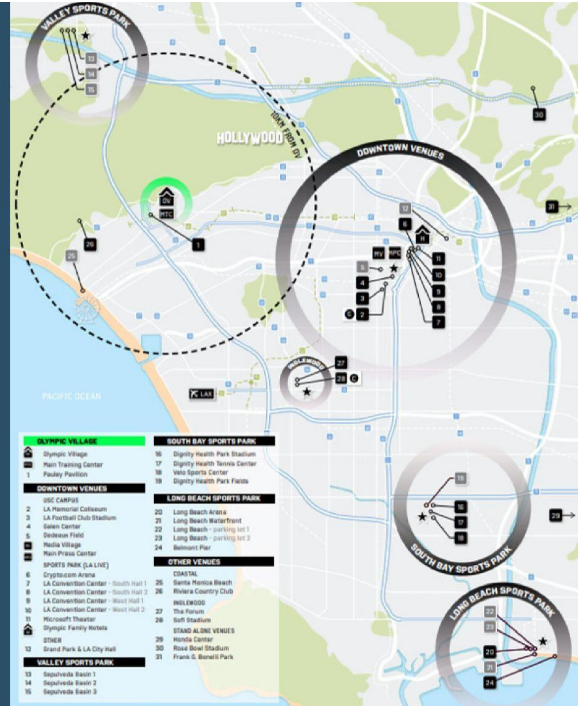 VALLEY SPORTS PARK
13
14
15
10KM FROM OV
HOLLYWOOD
30
DOWNTOWN VENUES
OV
MTC
1
12
6
H
31
26
25
MV
MPC
11
10
9
8
7
5
4
3
C
2
INGLEWOOD
27
28
C
LAX
PACIFIC OCEAN
19
16
17
18
29
SOUTH BAY SPORTS PARK
LONG BEACH SPORTS PARK
22
23
20
21
24
OLYMPIC VILLAGE
Olympic Village
Main Training Center
1 Pauley Pavilion
DOWNTOWN VENUES
USC CAMPUS
2 LA Memorial Coliseum
3 LA Football Club Stadium
4 Galen Center
5 Dedeaux Field
Media Village
Main Press Center
SPORTS PARK (LA LIVE)
6 Crypto.com Arena
7 LA Convention Center - South Hall 1
8 LA Convention Center - South Hall 2
9 LA Convention Center - West Hall 1
10 LA Convention Center - West Hall 2
11 Microsoft Theater
Olympic Family Hotels
OTHER
12 Grand Park & LA City Hall
VALLEY SPORTS PARK
13 Sepulveda Basin 1
14 Sepulveda Basin 2
15 Sepulveda Basin 3
SOUTH BAY SPORTS PARK
16 Dignity Health Park Stadium
17 Dignity Health Tennis Center
18 Velo Sports Center
19 Dignity Health Park Fields
LONG BEACH SPORTS PARK
20 Long Beach Arena
21 Long Beach Waterfront
22 Long Beach - parking lot 1
23 Long Beach - parking lot 2
24 Belmont Pier
OTHER VENUES
COASTAL
25 Santa Monica Beach
26 Riviera Country Club
INGLEWOOD
27 The Forum
28 Sofi Stadium
STAND ALONE VENUES
29 Honda Center
30 Rose Bowl Stadium
31 Frank G. Bonelli Park